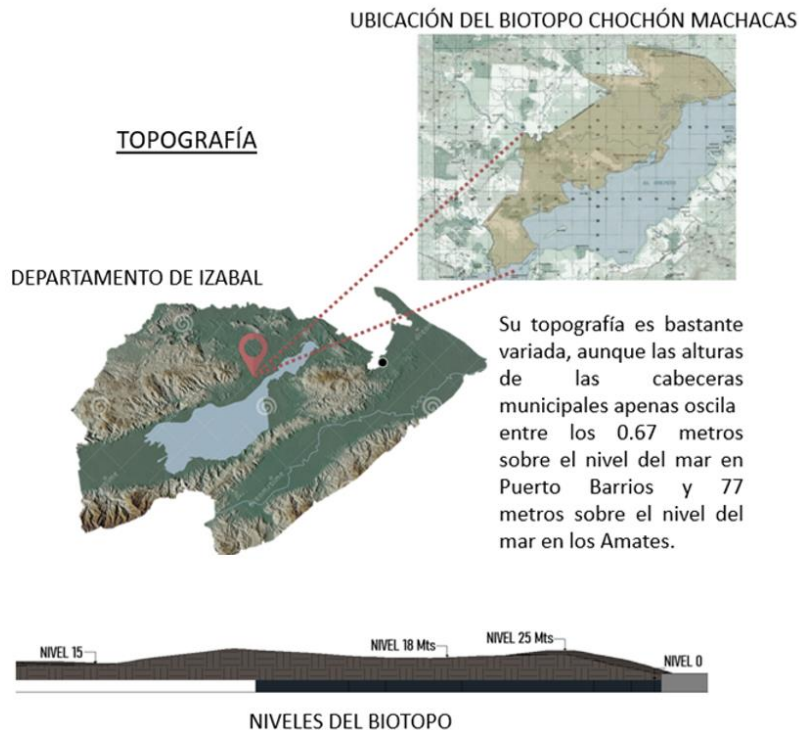 UBICACIÓN DEL BIOTOPO CHOCHÓN MACHACAS
TOPOGRAFÍA
DEPARTAMENTO DE IZABAL
Su topografía es bastante
variada, aunque las alturas
de las cabeceras
municipales apenas oscila
entre los 0.67 metros
sobre el nivel del mar en
Puerto Barrios y 77
metros sobre el nivel del
mar en los Amates.
NIVEL 15
NIVEL 18 Mts
NIVEL 25 Mts
NIVEL 0
NIVELES DEL BIOTOPO